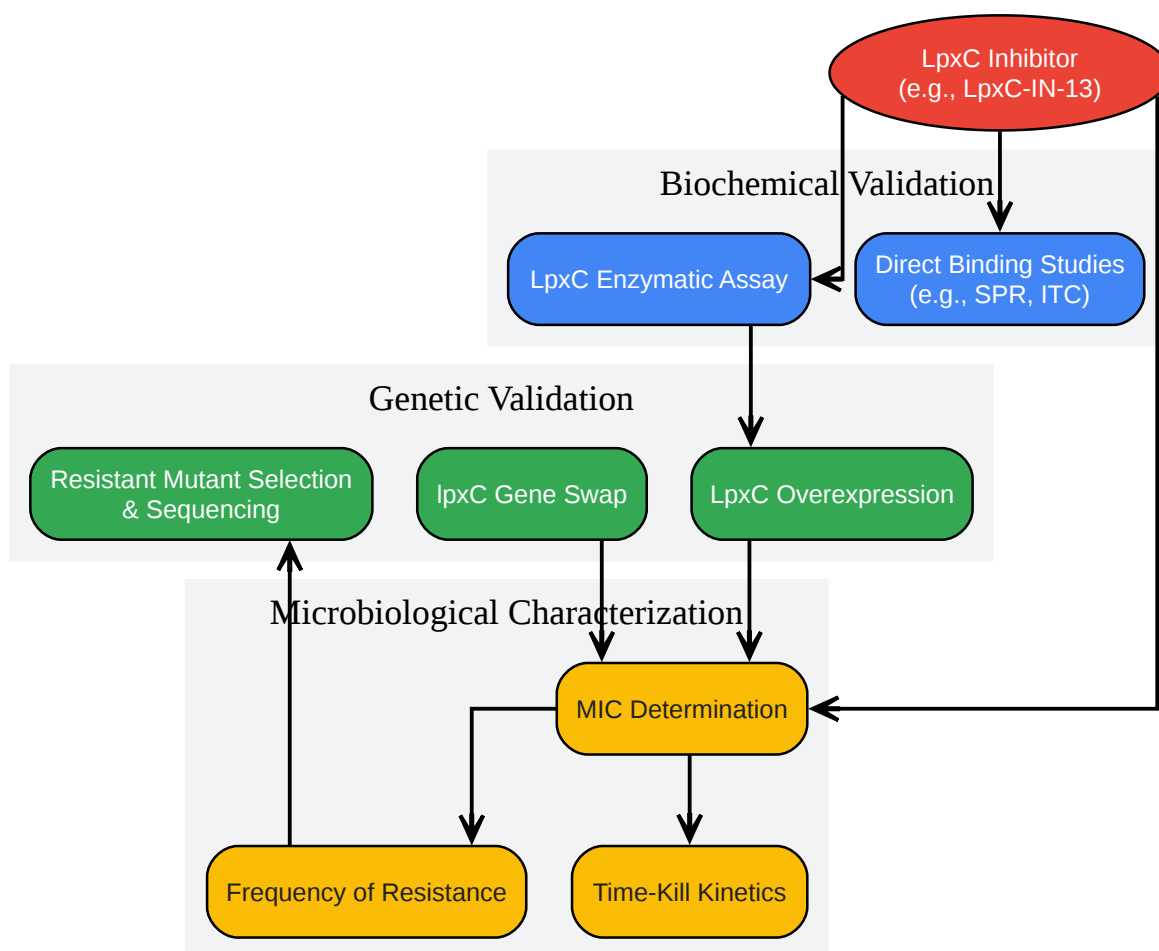 LpxC Inhibitor
(e.g., LpxC-IN-13)
Biochemical Validation
LpxC Enzymatic Assay
Direct Binding Studies
(e.g., SPR, ITC)
Genetic Validation
Resistant Mutant Selection
& Sequencing
lpxC Gene Swap
LpxC Overexpression
Microbiological Characterization
MIC Determination
Frequency of Resistance
Time-Kill Kinetics